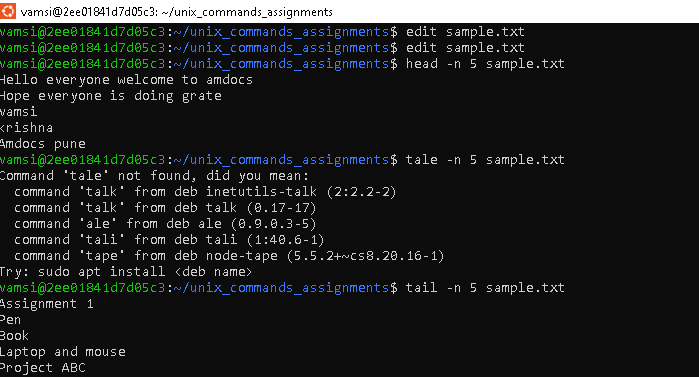 vamsi@2ee01841d7d05c3: ~/unix_commands_assignments
vamsi@2ee01841d7d05c3:~/unix_commands_assignments$ edit sample.txt
vamsi@2ee01841d7d05c3:~/unix_commands_assignments$ edit sample.txt
vamsi@2ee01841d7d05c3:~/unix_commands_assignments$ head -n 5 sample.txt
Hello everyone welcome to amdocs
Hope everyone is doing grate
vamsi
krishna
Amdocs pune
vamsi@2ee01841d7d05c3:~/unix_commands_assignments$ tale -n 5 sample.txt
Command 'tale' not found, did you mean:
  command 'talk' from deb inetutils-talk (2:2.2-2)
  command 'talk' from deb talk (0.17-17)
  command 'ale' from deb ale (0.9.0.3-5)
  command 'tali' from deb tali (1:40.6-1)
  command 'tape' from deb node-tape (5.5.2+~cs8.20.16-1)
Try: sudo apt install <deb name>
vamsi@2ee01841d7d05c3:~/unix_commands_assignments$ tail -n 5 sample.txt
Assignment 1
Pen
Book
Laptop and mouse
Project ABC